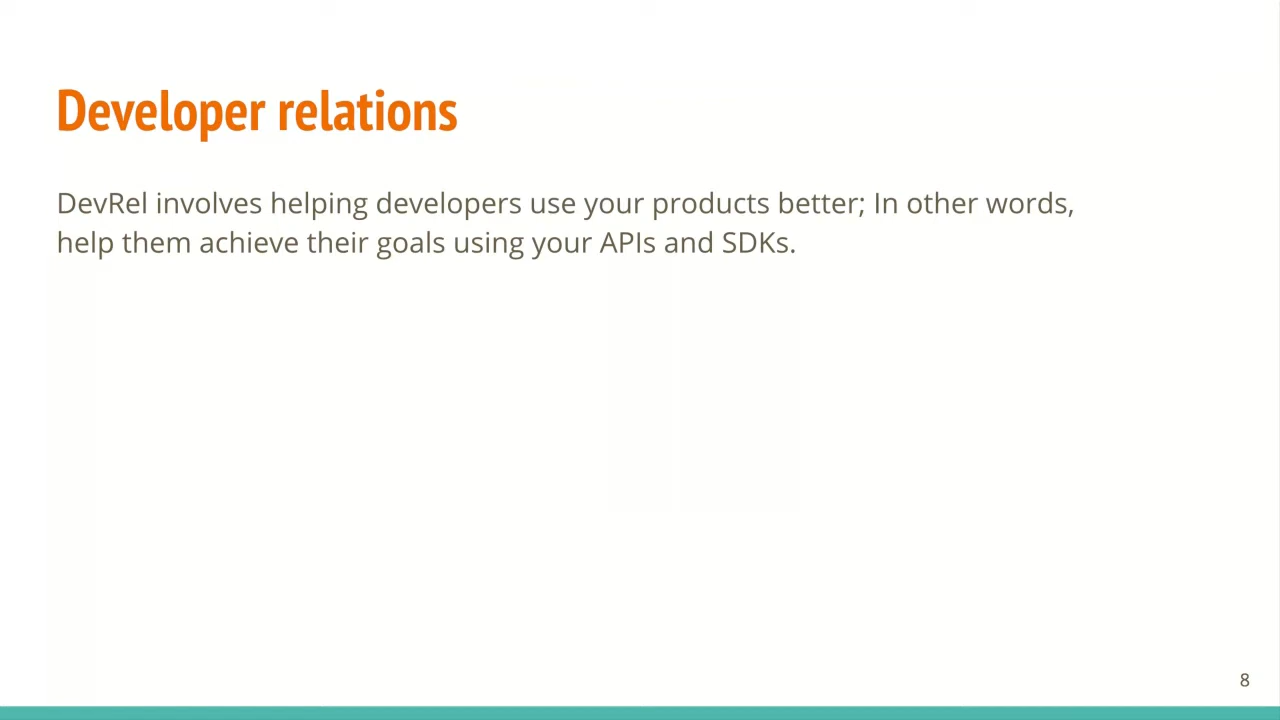 Developer relations
DevRel involves helping developers use your products better; In other words,
help them achieve their goals using your APIs and SDKs.
8